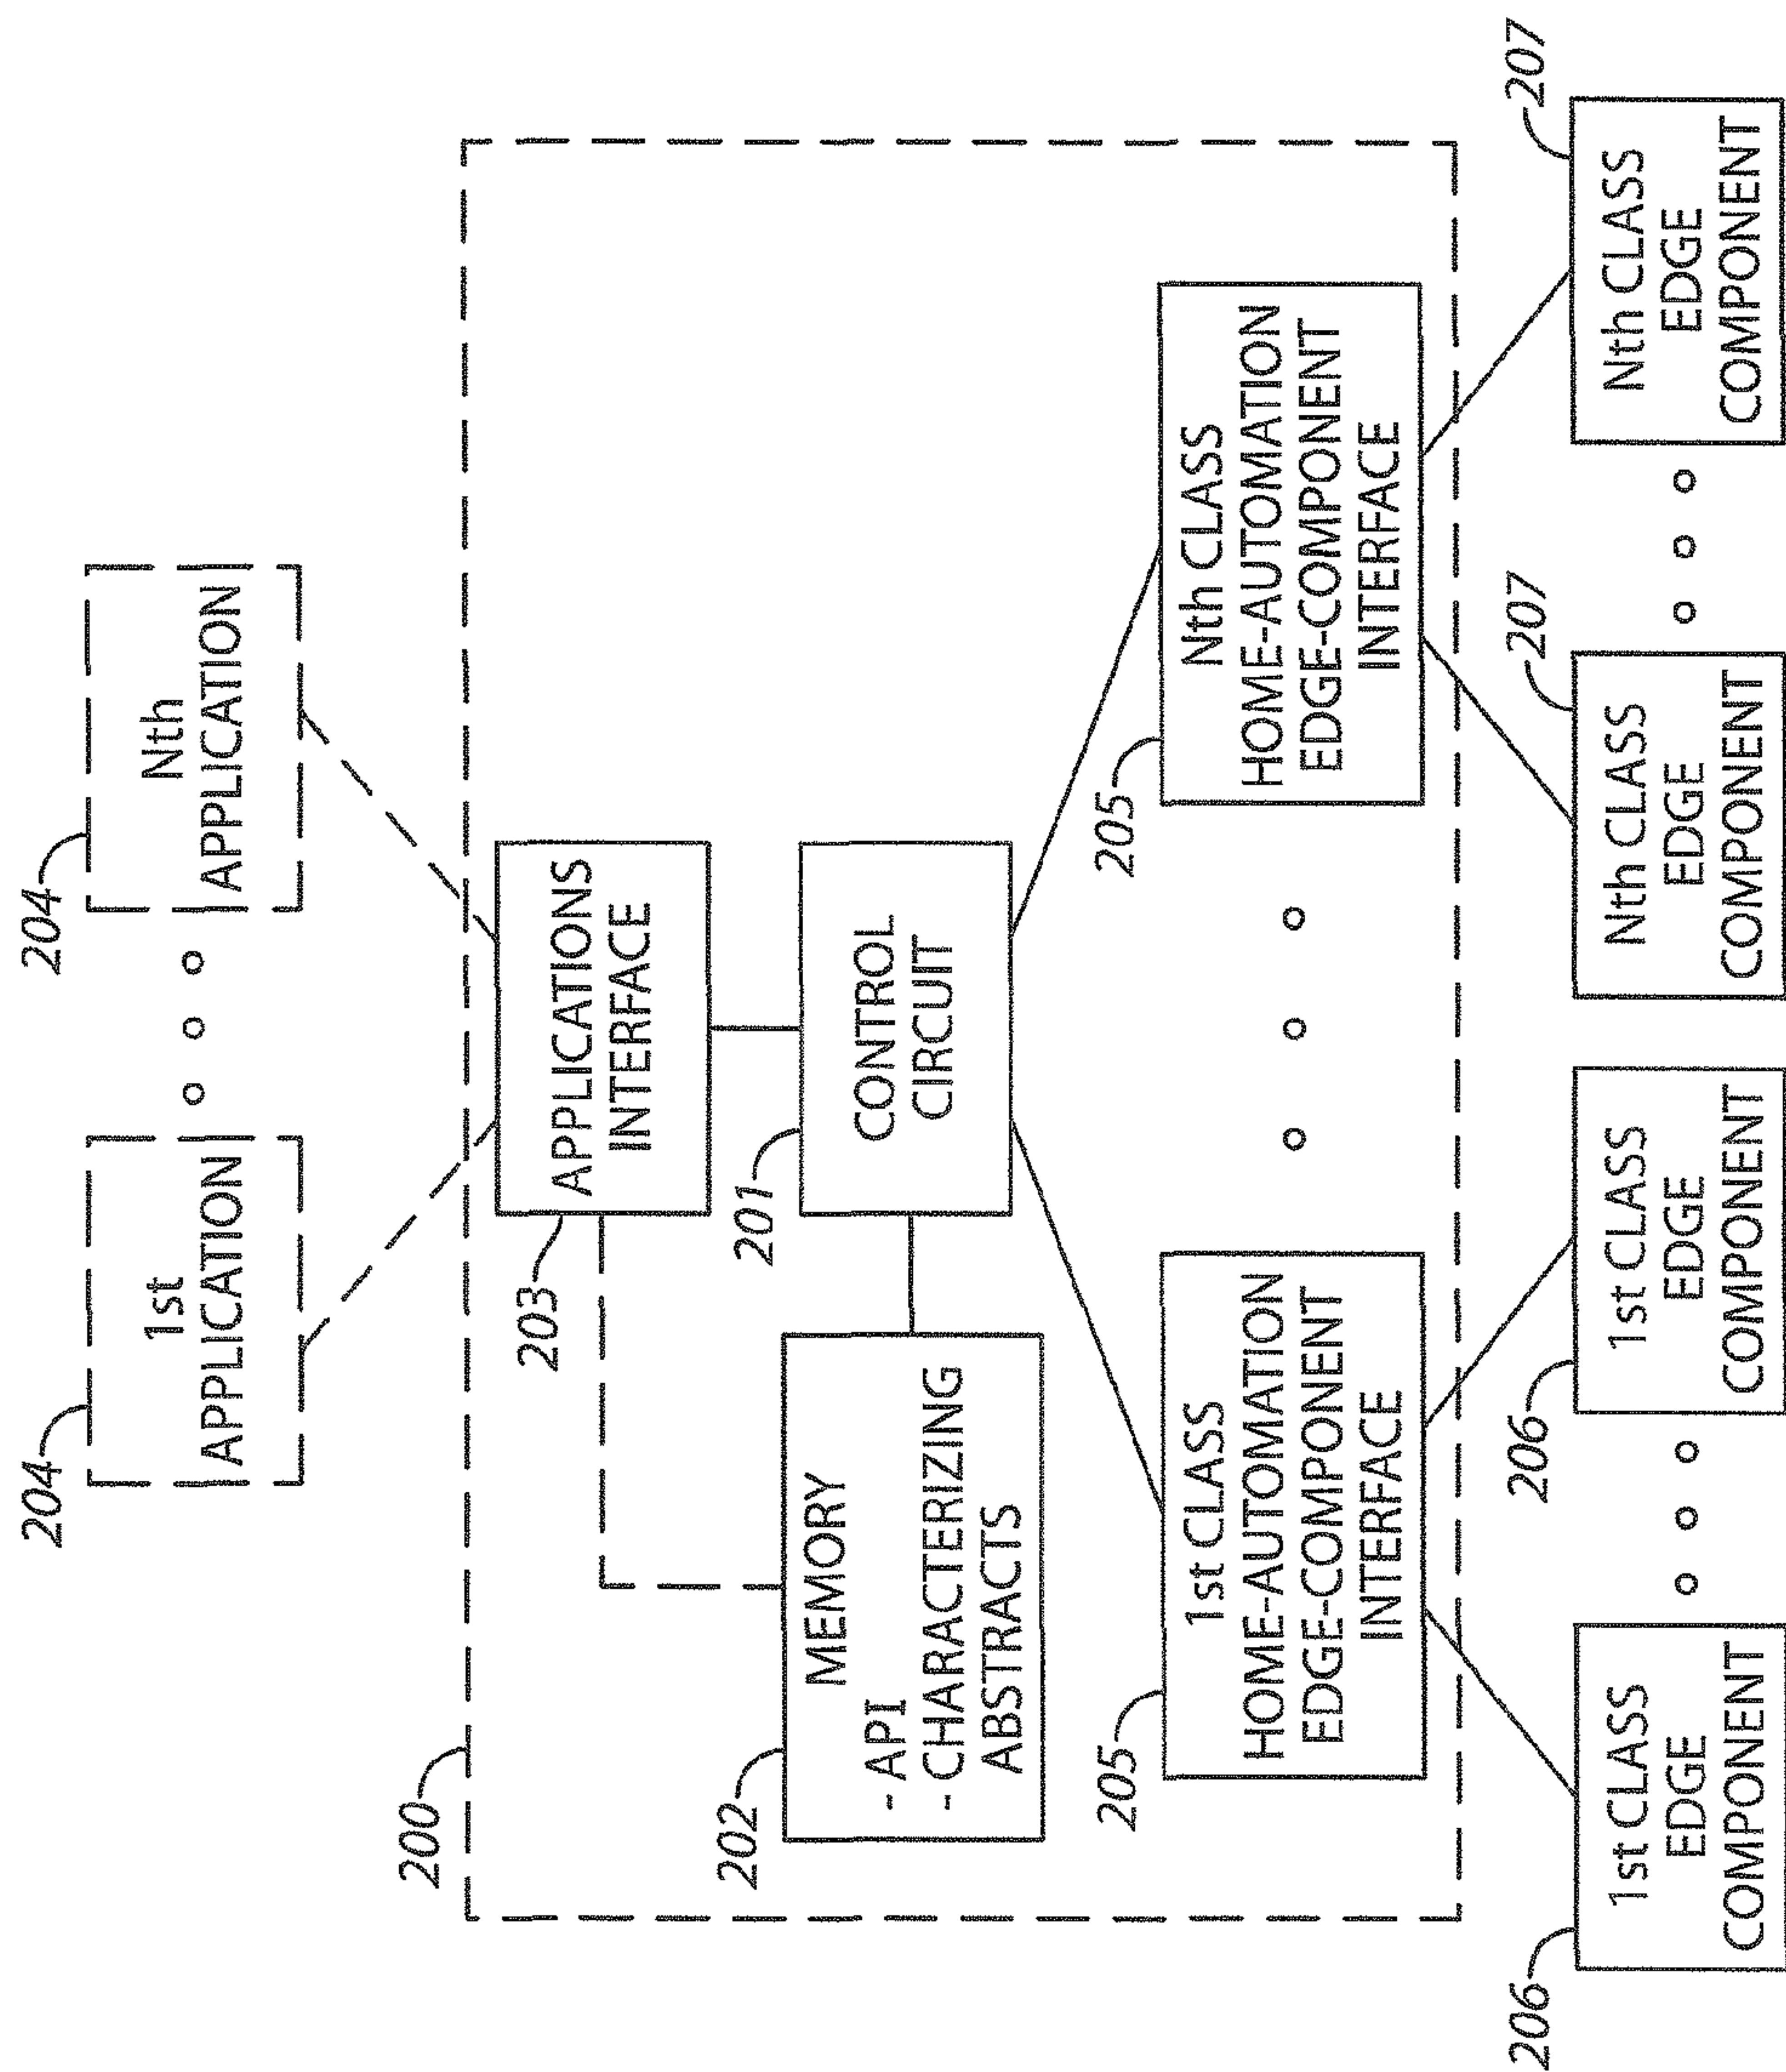 204
1st
APPLICATION
204
Nth
APPLICATION
200
203
APPLICATIONS
INTERFACE
202
MEMORY
- API
- CHARACTERIZING
ABSTRACTS
201
CONTROL
CIRCUIT
205
1st CLASS
HOME-AUTOMATION
EDGE-COMPONENT
INTERFACE
205
Nth CLASS
HOME-AUTOMATION
EDGE-COMPONENT
INTERFACE
206
1st CLASS
EDGE
COMPONENT
206
1st CLASS
EDGE
COMPONENT
207
Nth CLASS
EDGE
COMPONENT
207
Nth CLASS
EDGE
COMPONENT